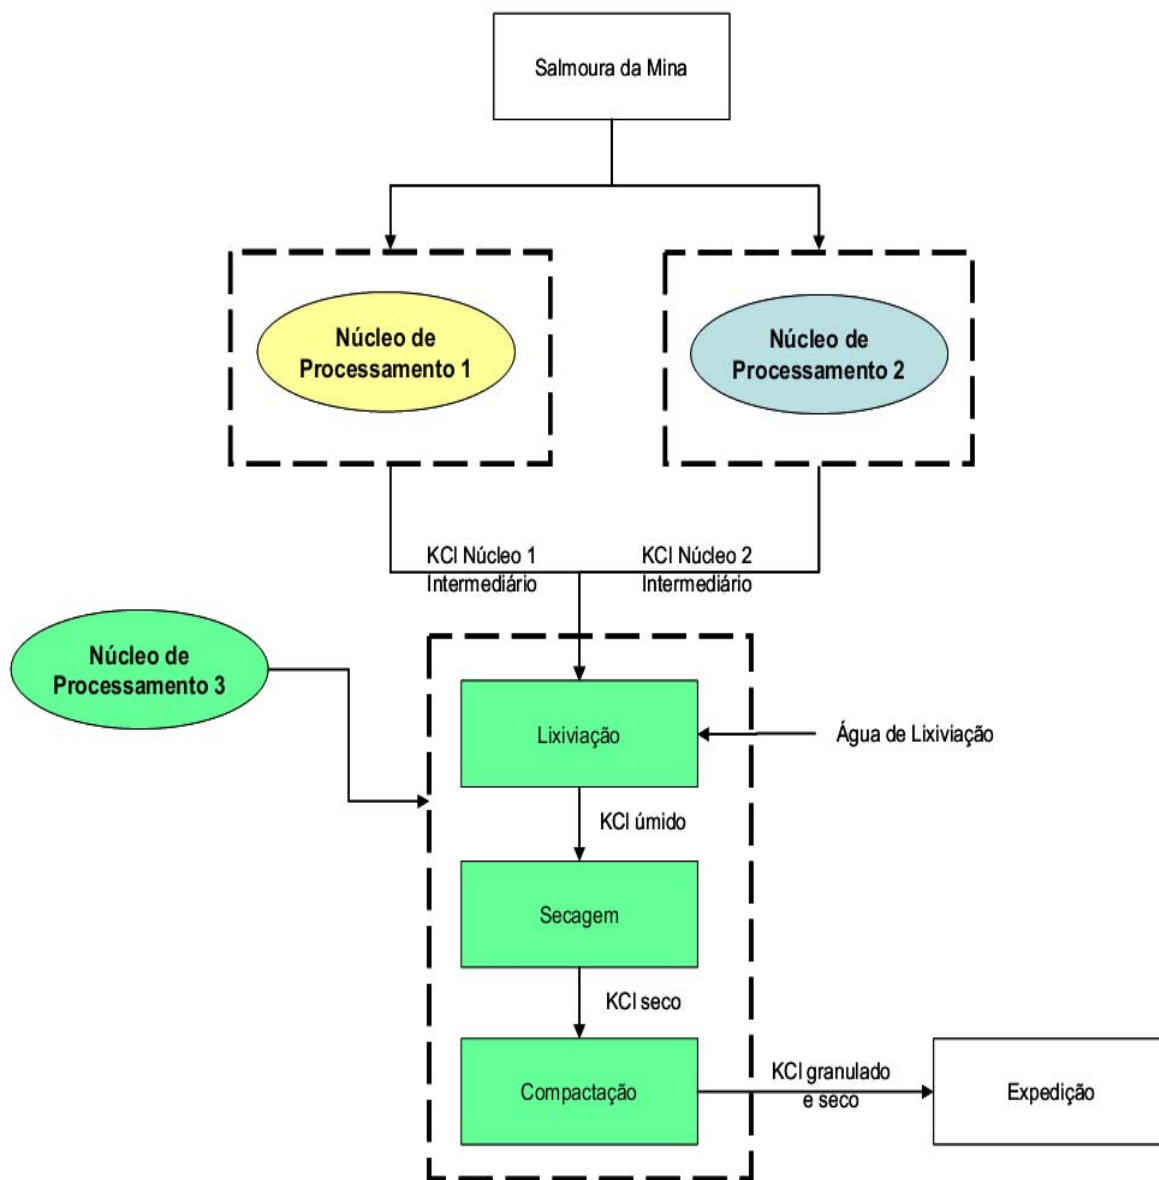 Salmoura da Mina
Núcleo de
Processamento 1
Núcleo de
Processamento 2
KCl Núcleo 1
Intermediário
KCl Núcleo 2
Intermediário
Núcleo de
Processamento 3
Lixiviação
Água de Lixiviação
KCl úmido
Secagem
KCl seco
Compactação
KCl granulado
e seco
Expedição